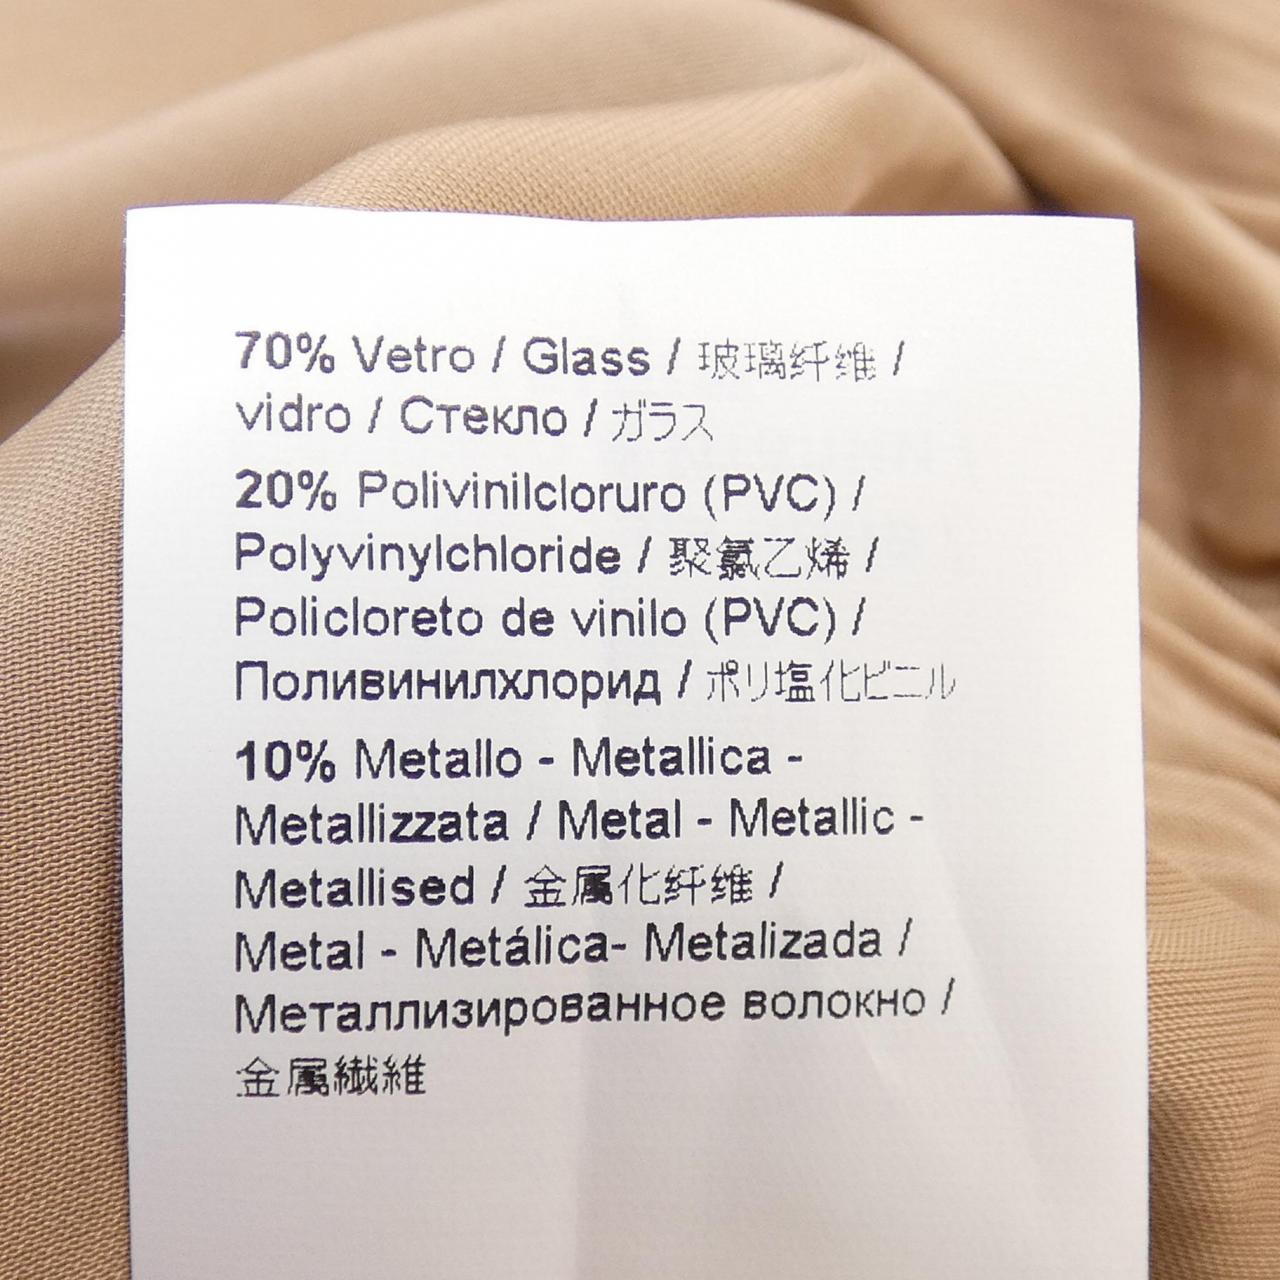 70% Vetro / Glass / 玻璃纤维 /
vidro / Стекло / ガラス
20% Polivinilcloruro (PVC) /
Polyvinylchloride / 聚氯乙烯 /
Policloreto de vinilo (PVC) /
Поливинилхлорид / ポリ塩化ビニル
10% Metallo - Metallica -
Metallizzata / Metal - Metallic -
Metallised / 金属化纤维 /
Metal - Metálica- Metalizada /
Металлизированное волокно /
金属繊維